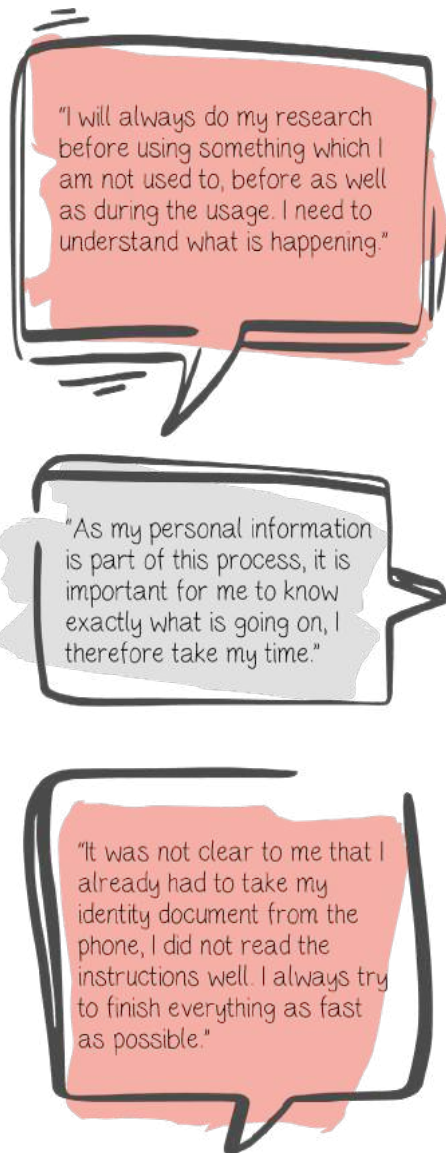 "I will always do my research
before using something which I
am not used to, before as well
as during the usage. I need to
understand what is happening."
"As my personal information
is part of this process, it is
important for me to know
exactly what is going on, I
therefore take my time."
"It was not clear to me that I
already had to take my
identity document from the
phone, I did not read the
instructions well. I always try
to finish everything as fast
as possible."